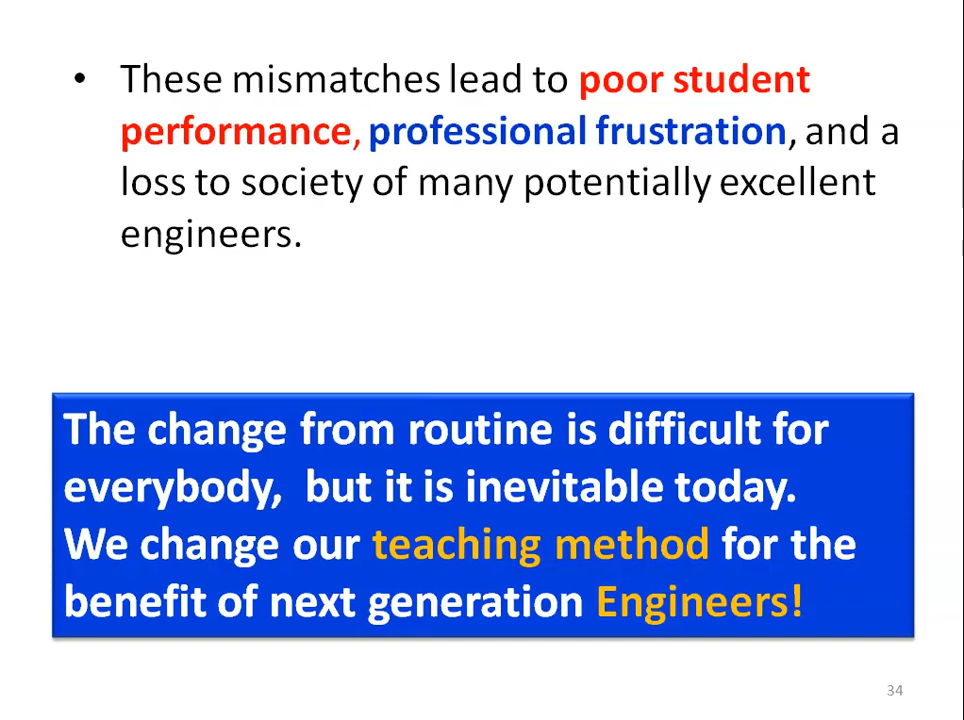 • These mismatches lead to poor student
performance, professional frustration, and a
loss to society of many potentially excellent
engineers.
The change from routine is difficult for
everybody,  but it is inevitable today.
We change our teaching method for the
benefit of next generation Engineers!
34